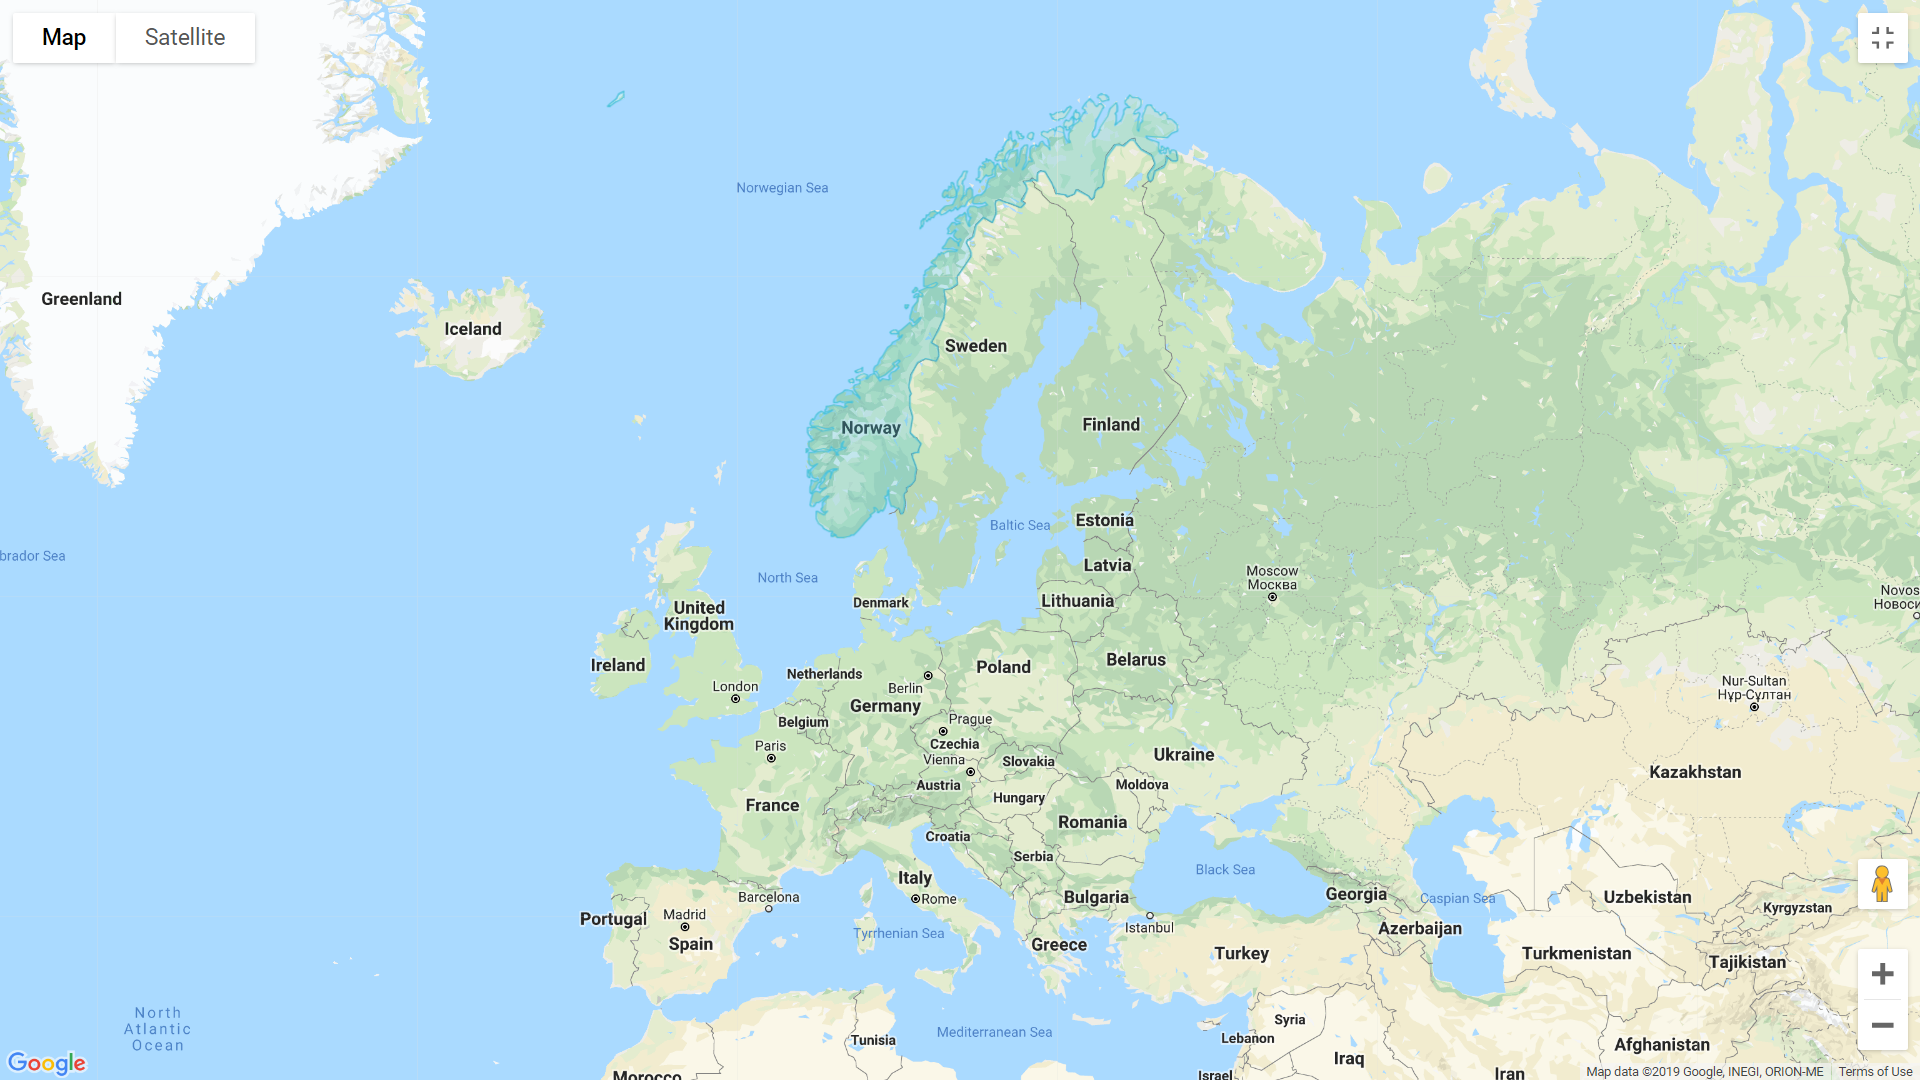 Map
Satellite
Norwegian Sea
Greenland
Iceland
Sweden
Norway
Finland
Baltic Sea
Estonia
brador Sea
Latvia
North Sea
Moscow
Москва
Lithuania
Denmark
Novos
Новоси
United
Kingdom
Ireland
Belarus
Poland
Netherlands
London
Berlin
Nur-Sultan
Нұр-Сұлтан
Germany
Belgium
Prague
Paris
Czechia
Vienna
Slovakia
Ukraine
Kazakhstan
Austria
Moldova
Hungary
France
Romania
Croatia
Serbia
Black Sea
Italy
Rome
Barcelona
Bulgaria
Georgia
Caspian Sea
Uzbekistan
Kyrgyzstan
Portugal
Madrid
Spain
Istanbul
Azerbaijan
Tyrrhenian Sea
Greece
Turkey
Turkmenistan
Tajikistan
North
Atlantic
Ocean
Mediterranean Sea
Syria
Tunisia
Lebanon
Afghanistan
Iraq
Morocco
Israel
Iran
Google
Map data ©2019 Google, INEGI, ORION-ME
Terms of Use